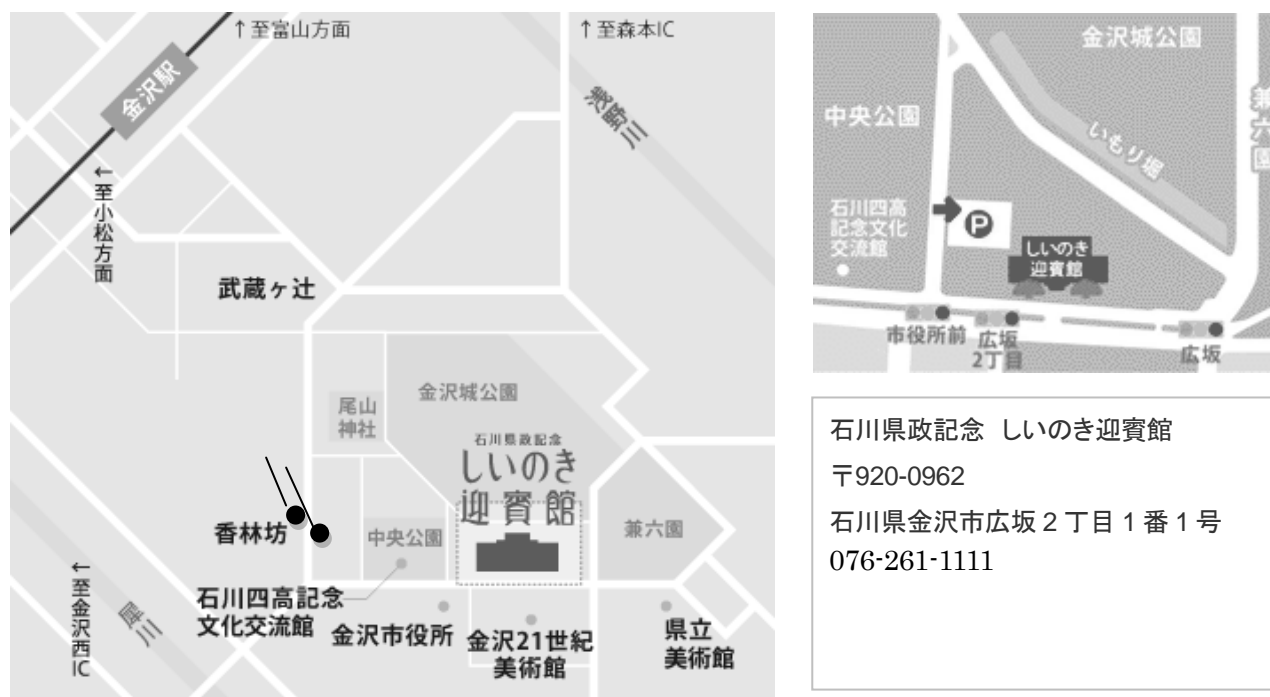 ↑至富山方面
↑至森本IC
金沢駅
浅野川
←至小松方面
武蔵ヶ辻
金沢城公園
尾山
神社
石川県政記念
しいのき
迎賓館
香林坊
中央公園
兼六園
←至金沢西IC
犀川
石川四高記念
文化交流館
金沢市役所
金沢21世紀
美術館
県立
美術館
金沢城公園
中央公園
兼六園
いもり堀
石川四高
記念文化
交流館
P
しいのき
迎賓館
市役所前
広坂
2丁目
広坂
石川県政記念 しいのき迎賓館
〒920-0962
石川県金沢市広坂2丁目1番1号
076-261-1111